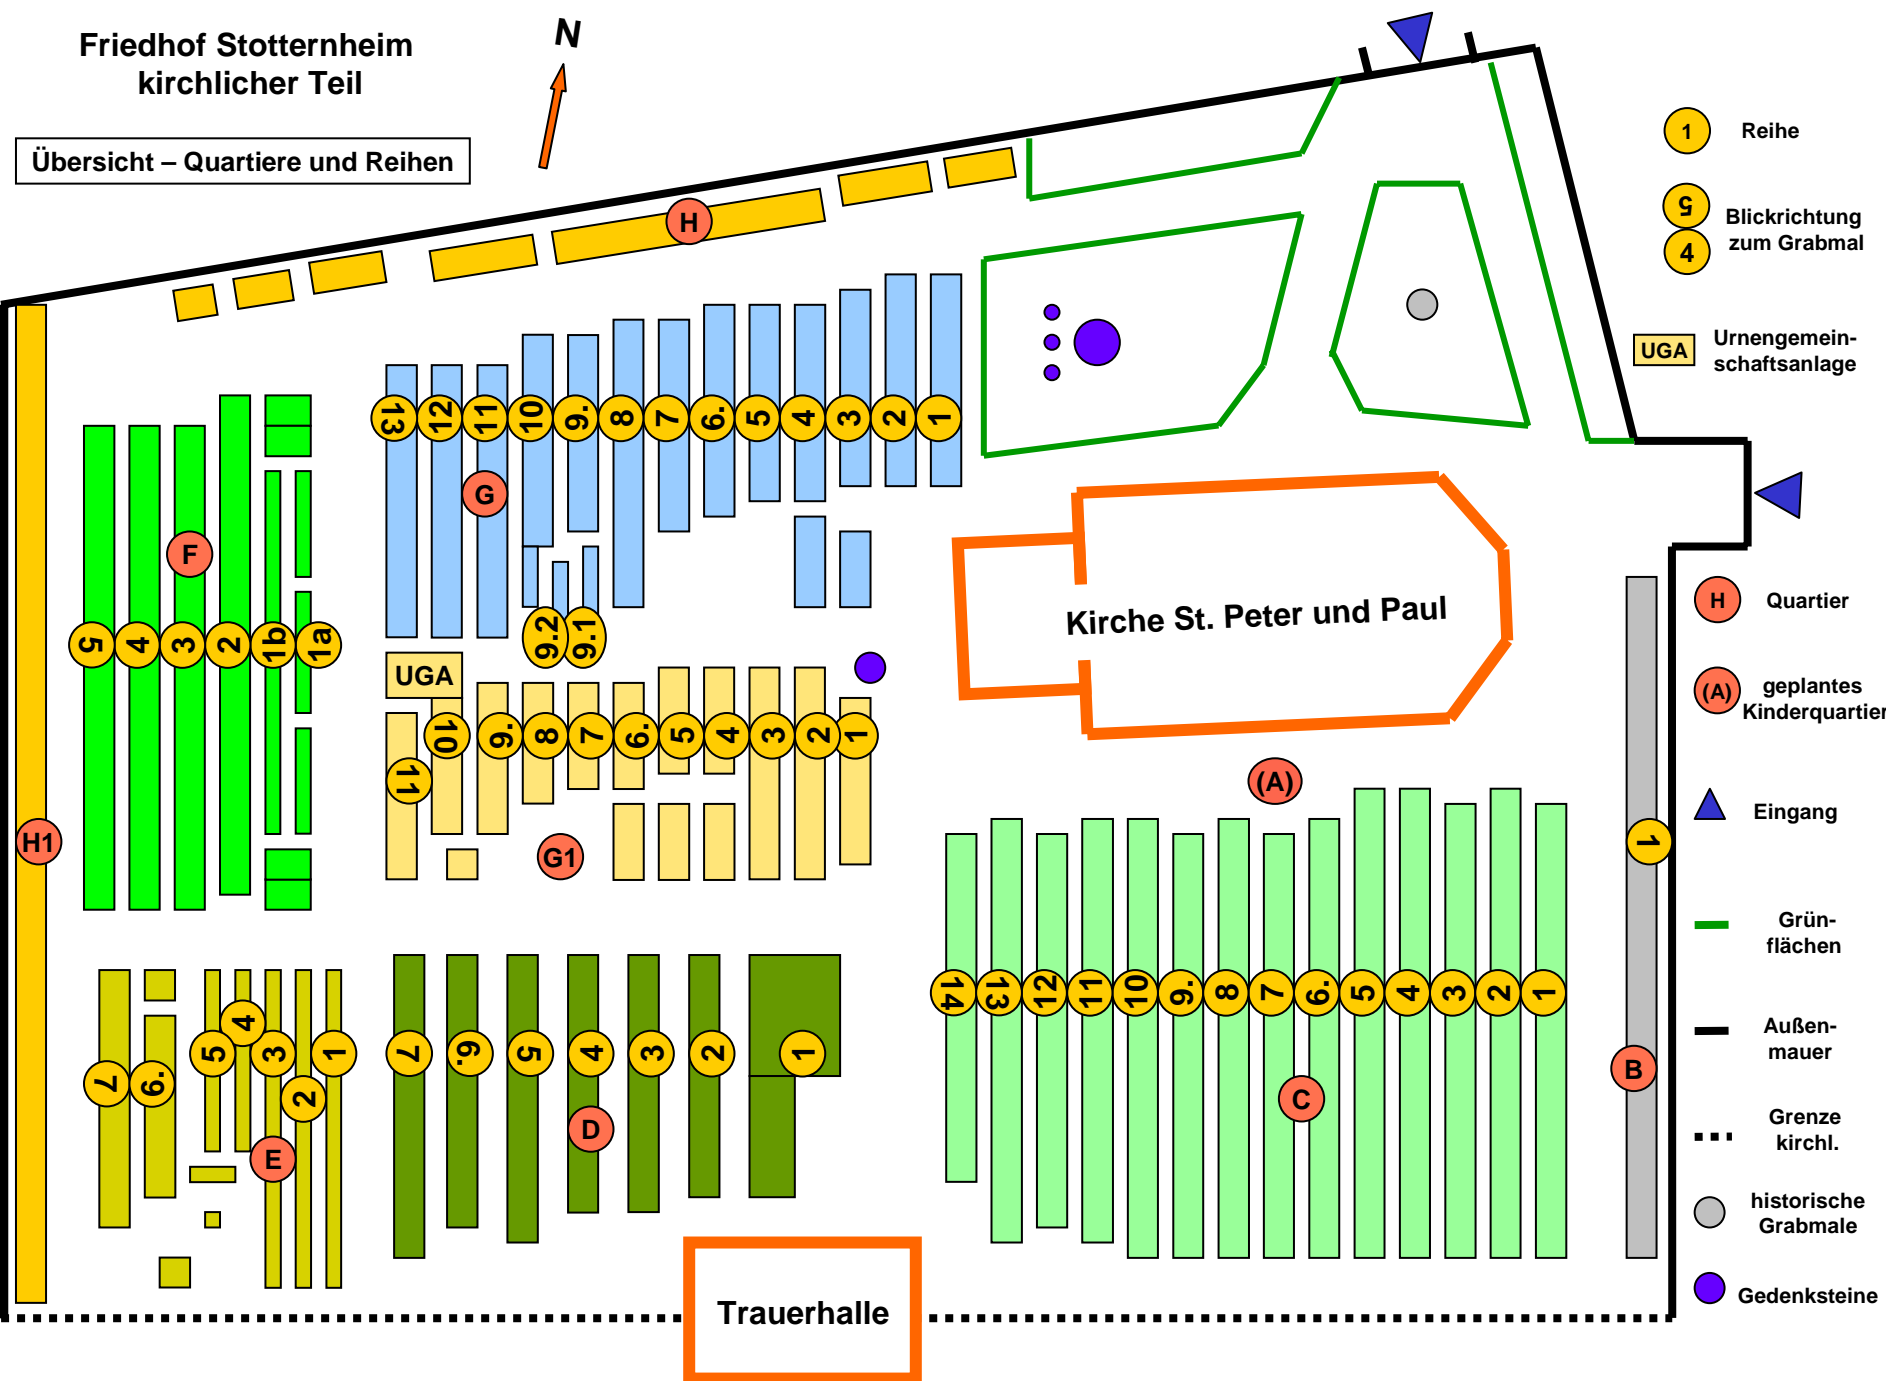 Friedhof Stotternheim
kirchlicher Teil
N
Übersicht – Quartiere und Reihen
1 Reihe
5
4
Blickrichtung
zum Grabmal
UGA
Urnengemein-
schaftsanlage
H
13 12 11 10 9. 8 7 6. 5 4 3 2 1
G
F
H Quartier
Kirche St. Peter und Paul
5 4 3 2 1b 1a
9.2 9.1
UGA
(A) geplantes
Kinderquartier
11 10 9. 8 7 6. 5 4 3 2 1
(A)
Eingang
H1
G1
1
Grün-
flächen
14 13 12 11 10 9. 8 7 6. 5 4 3 2 1
Außen-
mauer
7 6. 5 4 3 2 1
E
7 6. 5 4 3 2 1
D
C
B
Grenze
kirchl.
historische
Grabmale
Gedenksteine
Trauerhalle